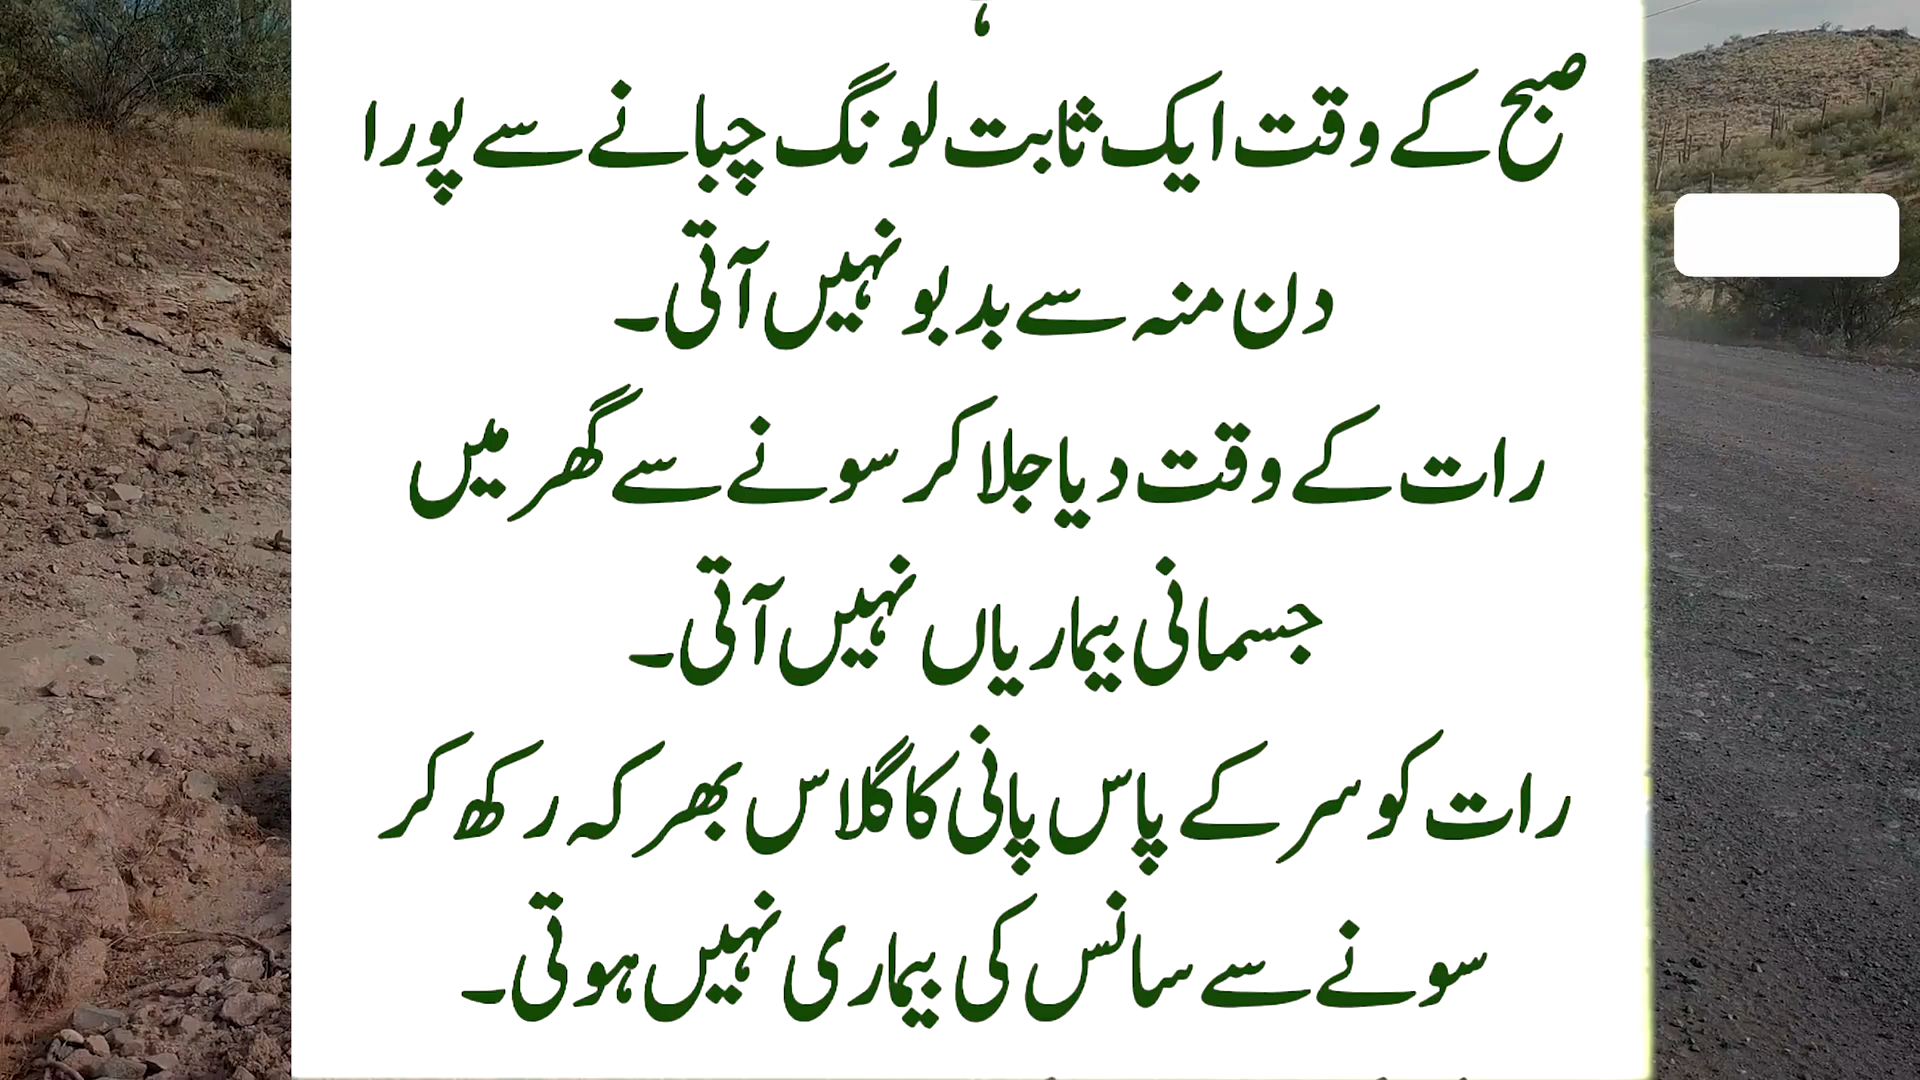 صبح کے وقت ایک ثابت لونگ چبانے سے پورا
دن منہ سے بدبو نہیں آتی۔
رات کے وقت دیا جلا کر سونے سے گھر میں
جسمانی بیماریاں نہیں آتی۔
رات کو سر کے پاس پانی کا گلاس بھر کہ رکھ کر
سونے سے سانس کی بیماری نہیں ہوتی۔